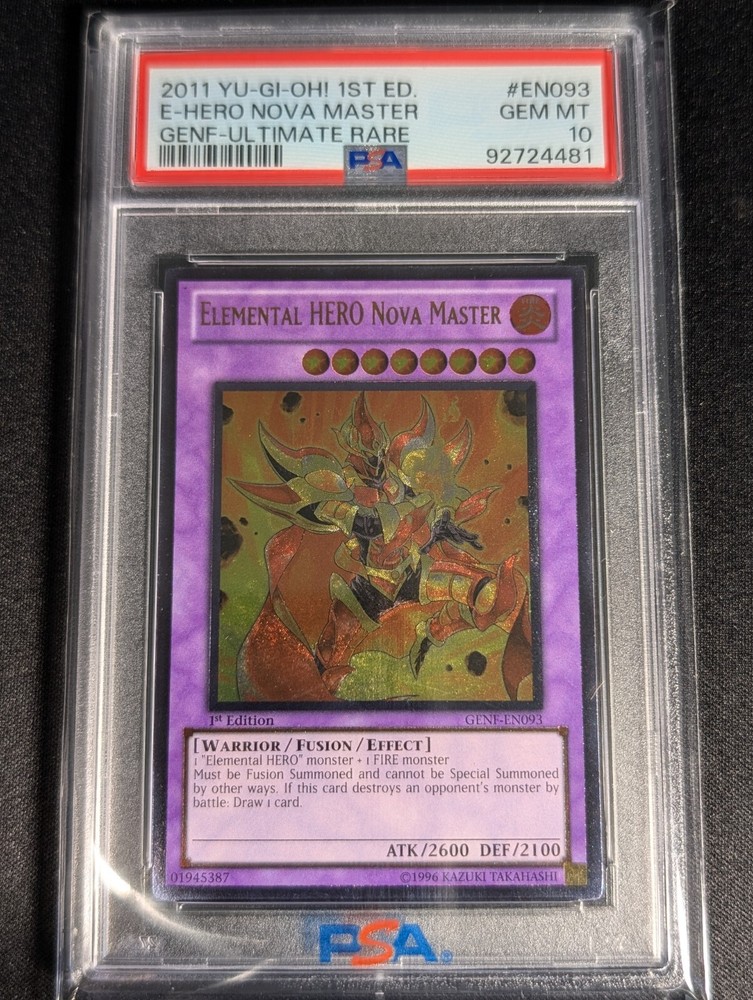 2011 YU-GI-OH! 1ST ED. #EN093
E-HERO NOVA MASTER GEM MT
GENF-ULTIMATE RARE 10
PSA 92724481
ELEMENTAL HERO NOVA MASTER
FIRE
炎
1st Edition GENF-EN093
[WARRIOR/FUSION/EFFECT]
1 "Elemental HERO" monster + 1 FIRE monster
Must be Fusion Summoned and cannot be Special Summoned
by other ways. If this card destroys an opponent's monster by
battle: Draw 1 card.
ATK/2600 DEF/2100
01945387 ©1996 KAZUKI TAKAHASHI
PSA®